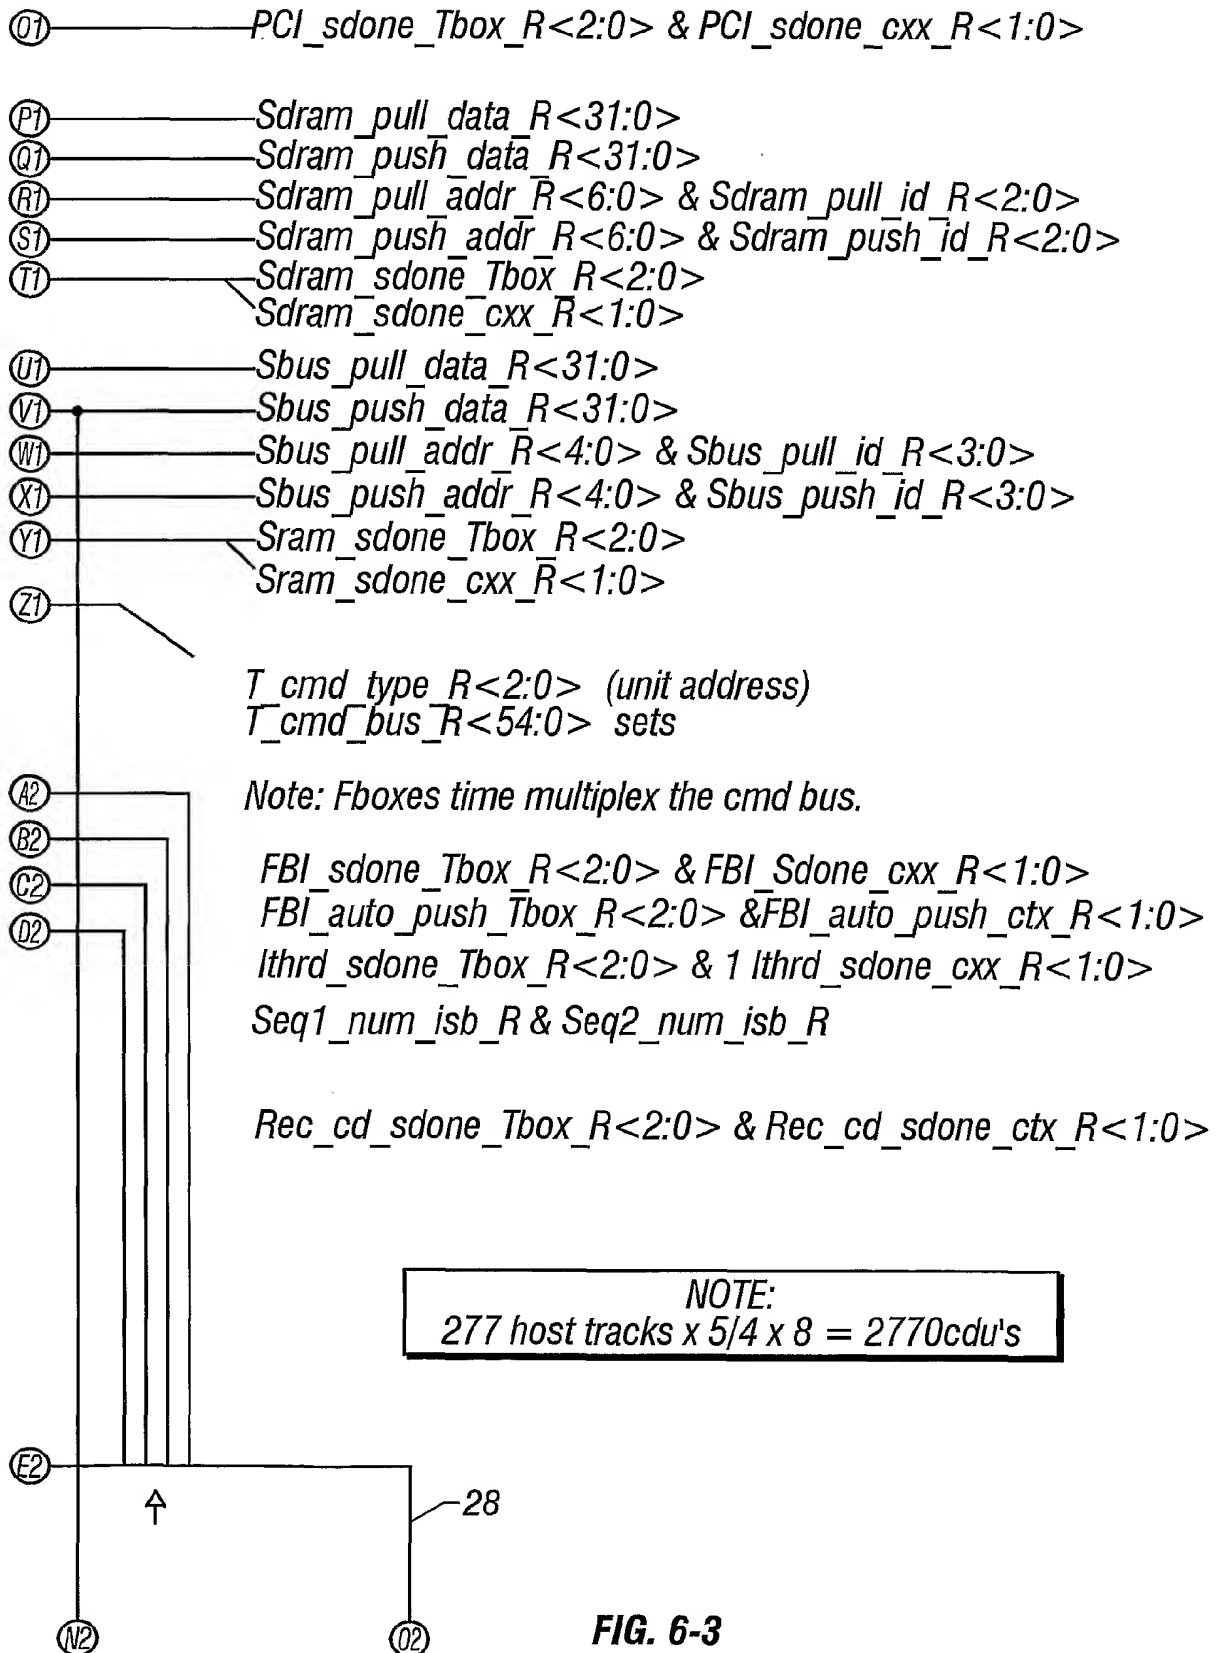 O1 PCI_sdone_Tbox_R<2:0> & PCI_sdone_cxx_R<1:0>
P1 Sdram_pull_data_R<31:0>
Q1 Sdram_push_data_R<31:0>
R1 Sdram_pull_addr_R<6:0> & Sdram_pull_id_R<2:0>
S1 Sdram_push_addr_R<6:0> & Sdram_push_id_R<2:0>
T1 Sdram_sdone_Tbox_R<2:0>
Sdram_sdone_cxx_R<1:0>
U1 Sbus_pull_data_R<31:0>
V1 Sbus_push_data_R<31:0>
W1 Sbus_pull_addr_R<4:0> & Sbus_pull_id_R<3:0>
X1 Sbus_push_addr_R<4:0> & Sbus_push_id_R<3:0>
Y1 Sram_sdone_Tbox_R<2:0>
Sram_sdone_cxx_R<1:0>
Z1
T_cmd_type_R<2:0> (unit address)
T_cmd_bus_R<54:0> sets
A2 Note: Fboxes time multiplex the cmd bus.
B2
FBI_sdone_Tbox_R<2:0> & FBI_Sdone_cxx_R<1:0>
C2
FBI_auto_push_Tbox_R<2:0> &FBI_auto_push_ctx_R<1:0>
D2
Ithrd_sdone_Tbox_R<2:0> & 1 Ithrd_sdone_cxx_R<1:0>
Seq1_num_isb_R & Seq2_num_isb_R
Rec_cd_sdone_Tbox_R<2:0> & Rec_cd_sdone_ctx_R<1:0>
NOTE:
277 host tracks x 5/4 x 8 = 2770cdu's
E2
28
N2 O2
FIG. 6-3